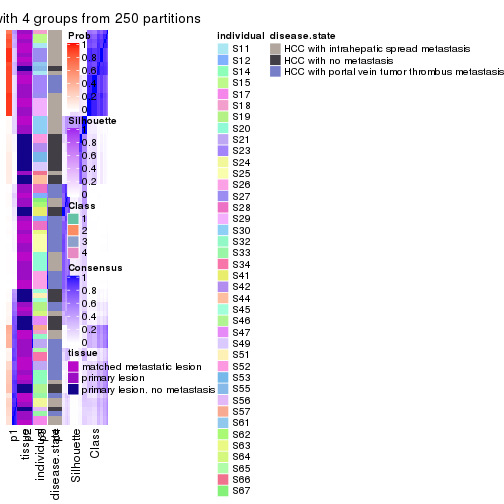 with 4 groups from 250 partitions
Prob
1
0.8
0.6
0.4
0.2
0
Silhouette
1
0.8
0.6
0.4
0.2
0
Class
1
2
3
4
Consensus
1
0.8
0.6
0.4
0.2
0
tissue
matched metastatic lesion
primary lesion
primary lesion. no metastasis
individual
S11
S12
S14
S15
S17
S18
S19
S20
S21
S23
S24
S25
S26
S27
S28
S29
S30
S32
S33
S34
S41
S42
S44
S45
S46
S47
S49
S51
S52
S53
S55
S56
S57
S61
S62
S63
S64
S65
S66
S67
disease.state
HCC with intrahepatic spread metastasis
HCC with no metastasis
HCC with portal vein tumor thrombus metastasis
p1
tissue
individual
disease.state
Silhouette
Class